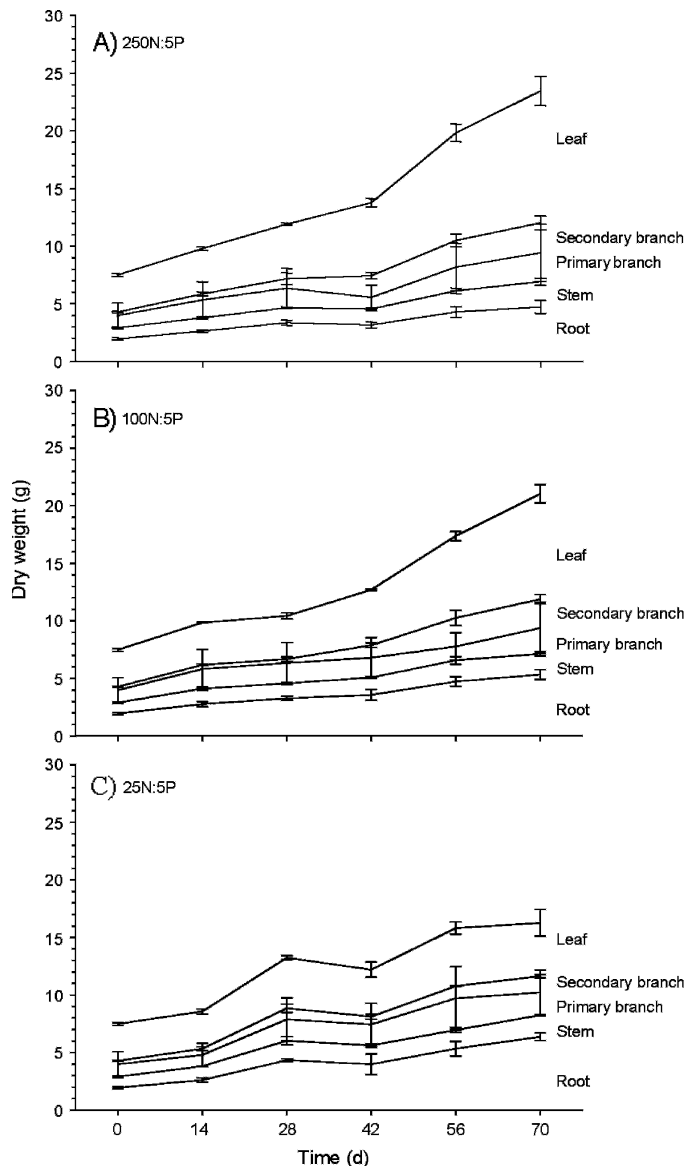 30
A) 250N:5P
25
20
15
10
5
0
Leaf
Secondary branch
Primary branch
Stem
Root
30
B) 100N:5P
25
20
15
10
5
0
Leaf
Secondary branch
Primary branch
Stem
Root
Dry weight (g)
30
C) 25N:5P
25
20
15
10
5
0
Leaf
Secondary branch
Primary branch
Stem
Root
0 14 28 42 56 70
Time (d)